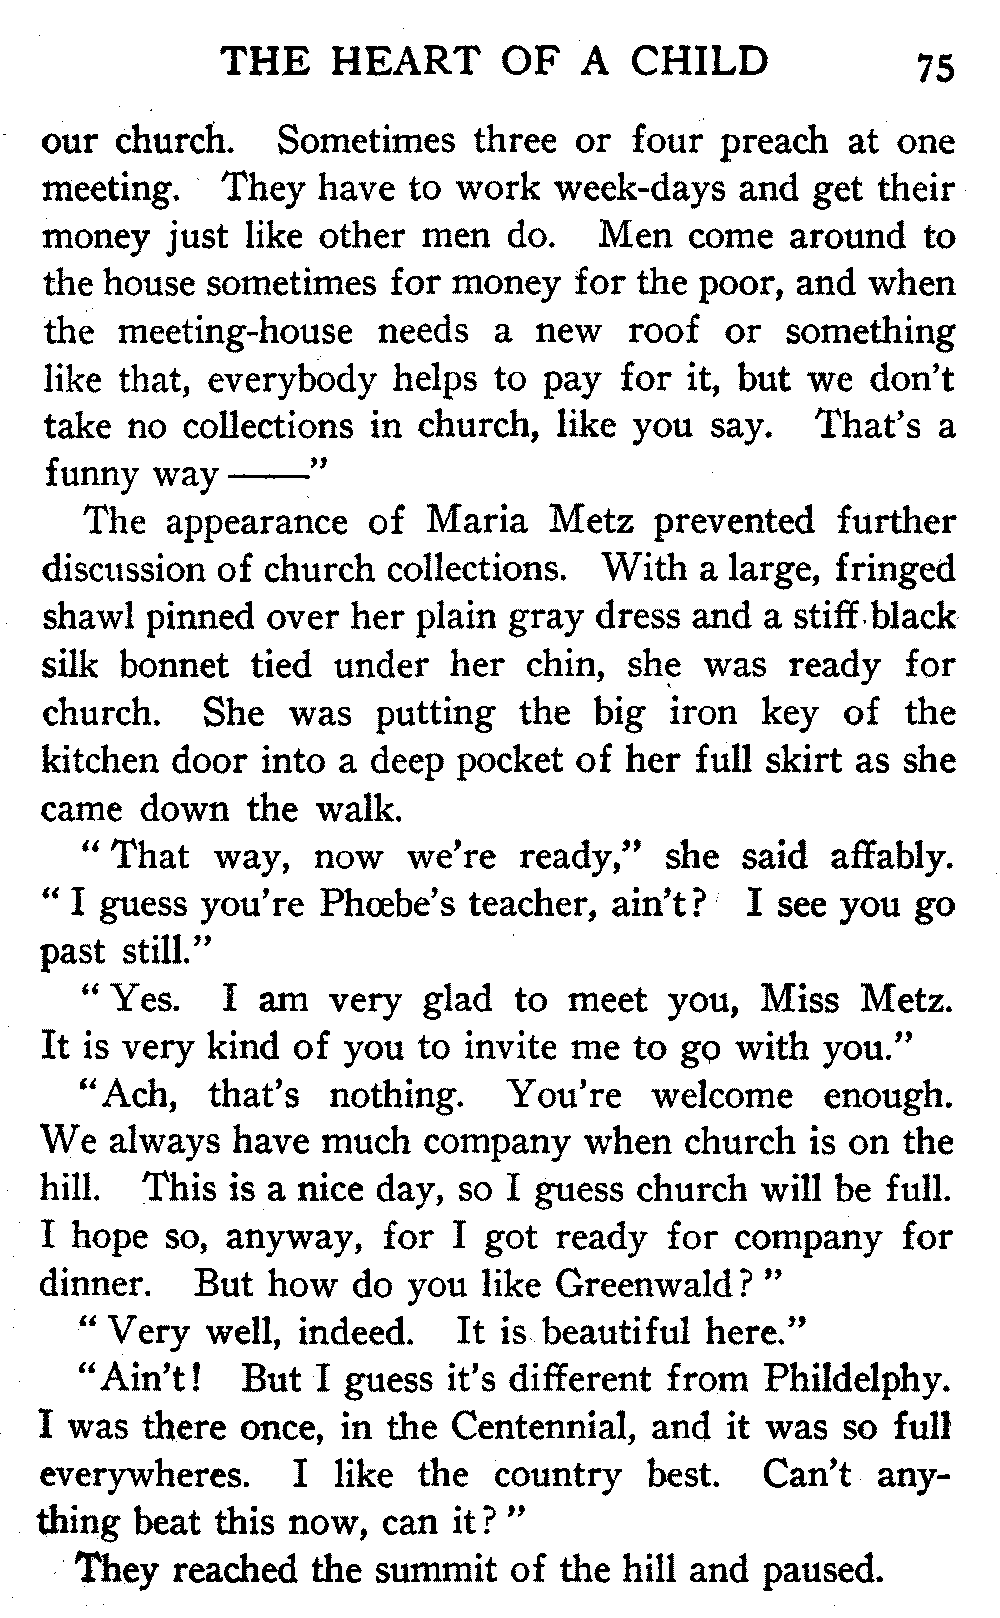 THE HEART OF A CHILD 75
our church. Sometimes three or four preach at one
meeting. They have to work week-days and get their
money just like other men do. Men come around to
the house sometimes for money for the poor, and when
the meeting-house needs a new roof or something
like that, everybody helps to pay for it, but we don't
take no collections in church, like you say. That's a
funny way ——"
The appearance of Maria Metz prevented further
discussion of church collections. With a large, fringed
shawl pinned over her plain gray dress and a stiff black
silk bonnet tied under her chin, she was ready for
church. She was putting the big iron key of the
kitchen door into a deep pocket of her full skirt as she
came down the walk.
"That way, now we're ready," she said affably.
"I guess you're Phœbe's teacher, ain't? I see you go
past still."
"Yes. I am very glad to meet you, Miss Metz.
It is very kind of you to invite me to go with you."
"Ach, that's nothing. You're welcome enough.
We always have much company when church is on the
hill. This is a nice day, so I guess church will be full.
I hope so, anyway, for I got ready for company for
dinner. But how do you like Greenwald?"
"Very well, indeed. It is beautiful here."
"Ain't! But I guess it's different from Phildelphy.
I was there once, in the Centennial, and it was so full
everywheres. I like the country best. Can't any-
thing beat this now, can it?"
They reached the summit of the hill and paused.